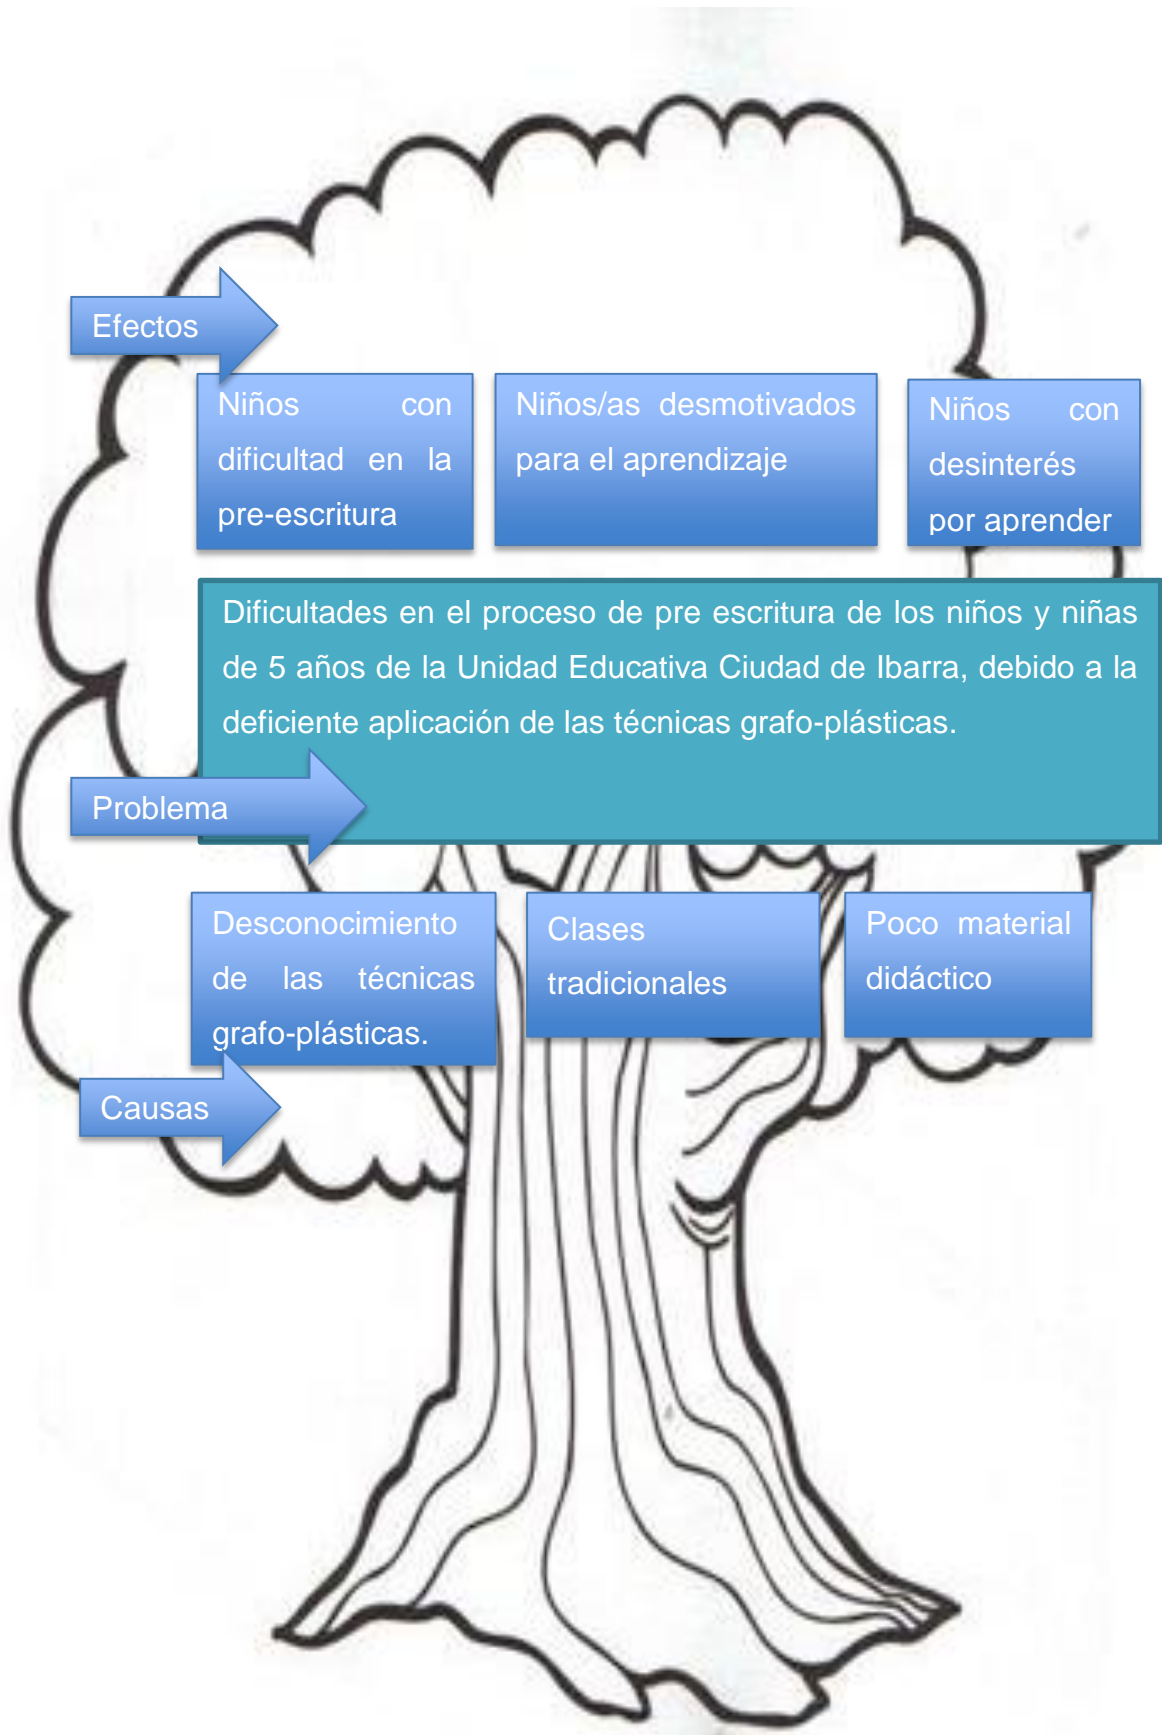 Efectos
Niños con
dificultad en la
pre-escritura
Niños/as desmotivados
para el aprendizaje
Niños con
desinterés
por aprender
Dificultades en el proceso de pre escritura de los niños y niñas
de 5 años de la Unidad Educativa Ciudad de Ibarra, debido a la
deficiente aplicación de las técnicas grafo-plásticas.
Problema
Desconocimiento
de las técnicas
grafo-plásticas.
Clases
tradicionales
Poco material
didáctico
Causas